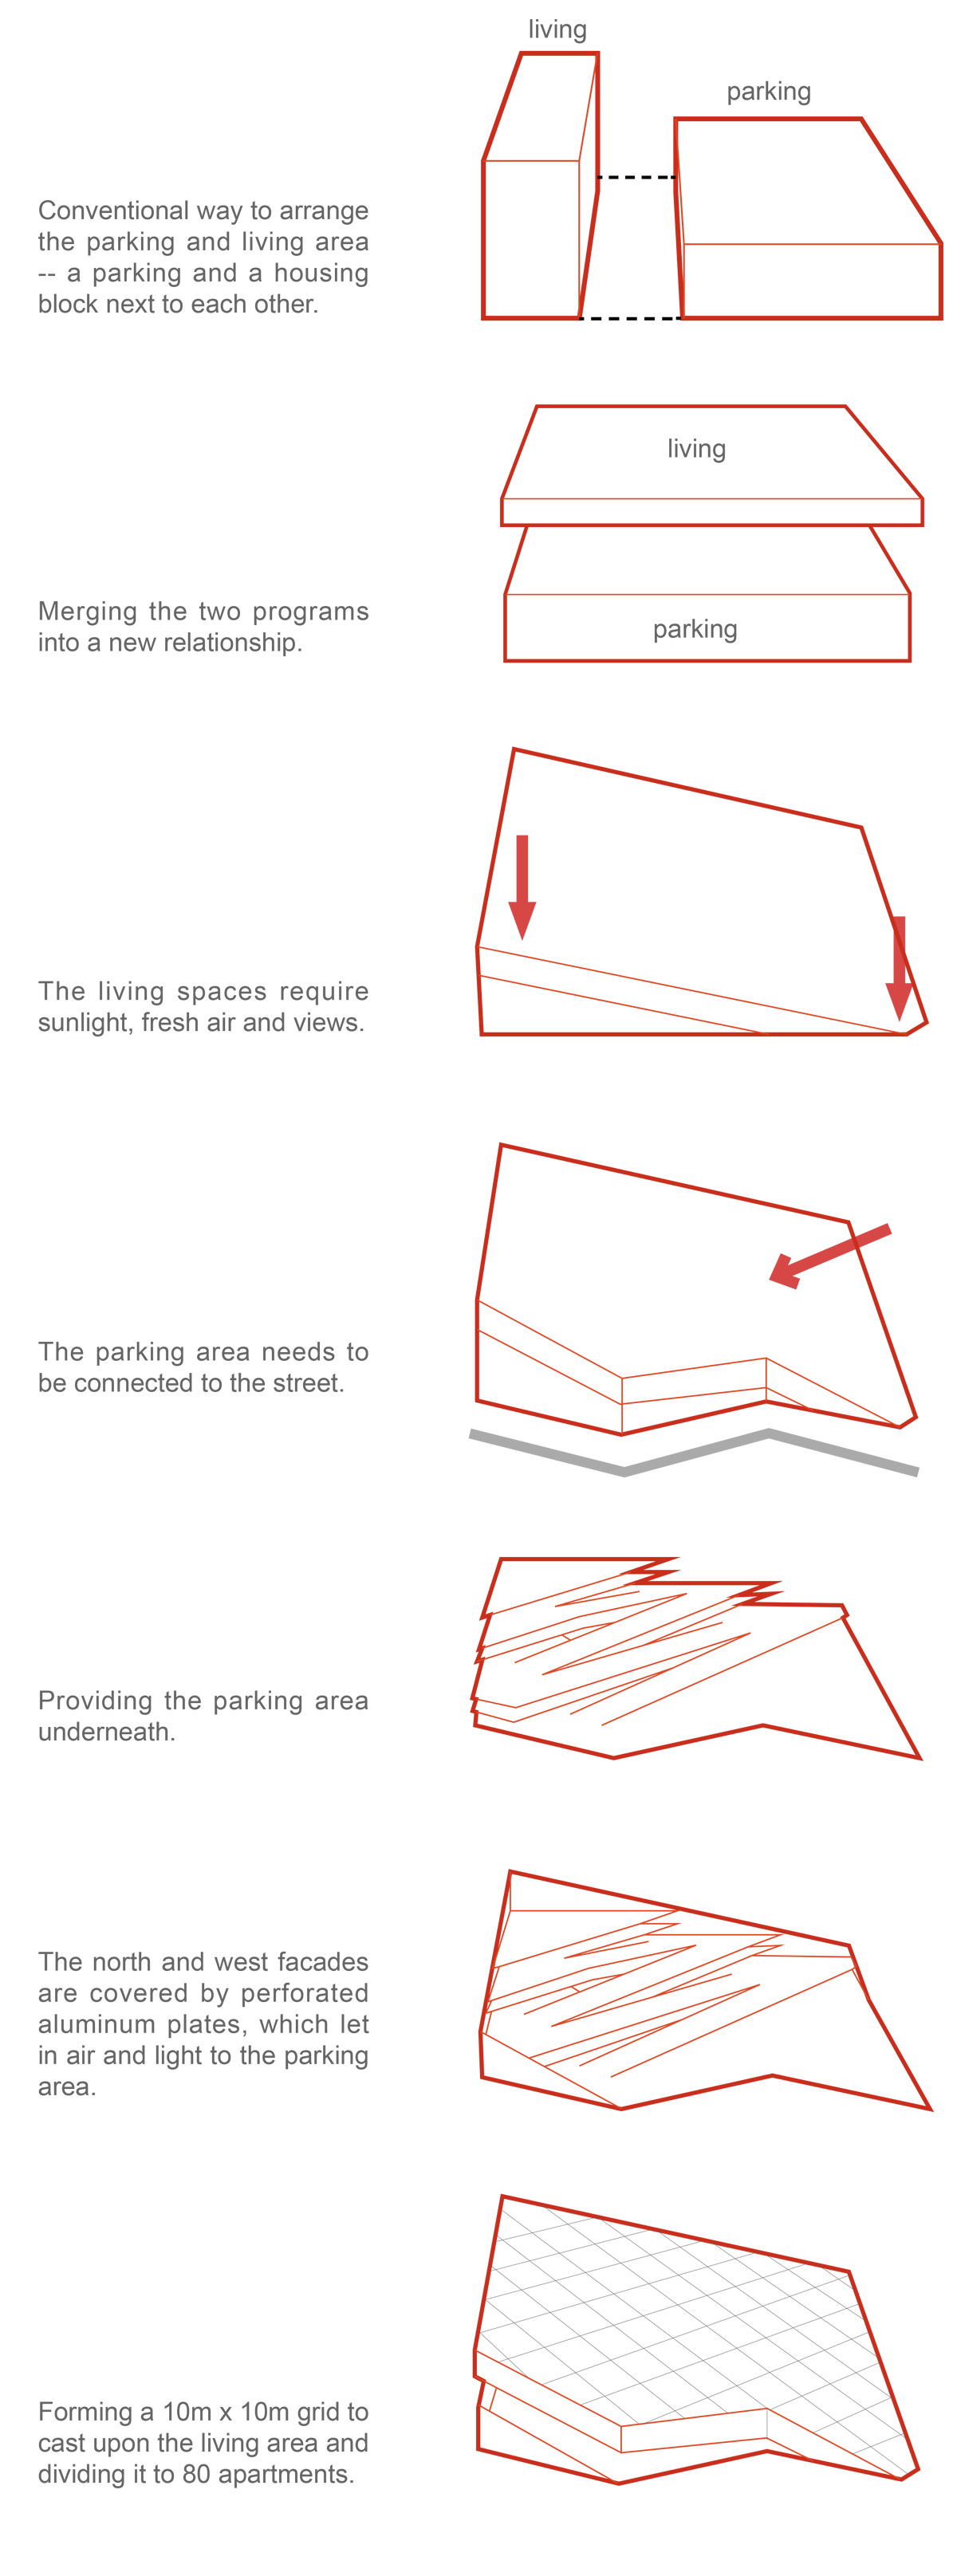 living
parking
Conventional way to arrange
the parking and living area
-- a parking and a housing
block next to each other.
living
Merging the two programs
into a new relationship.
parking
The living spaces require
sunlight, fresh air and views.
The parking area needs to
be connected to the street.
Providing the parking area
underneath.
The north and west facades
are covered by perforated
aluminum plates, which let
in air and light to the parking
area.
Forming a 10m x 10m grid to
cast upon the living area and
dividing it to 80 apartments.